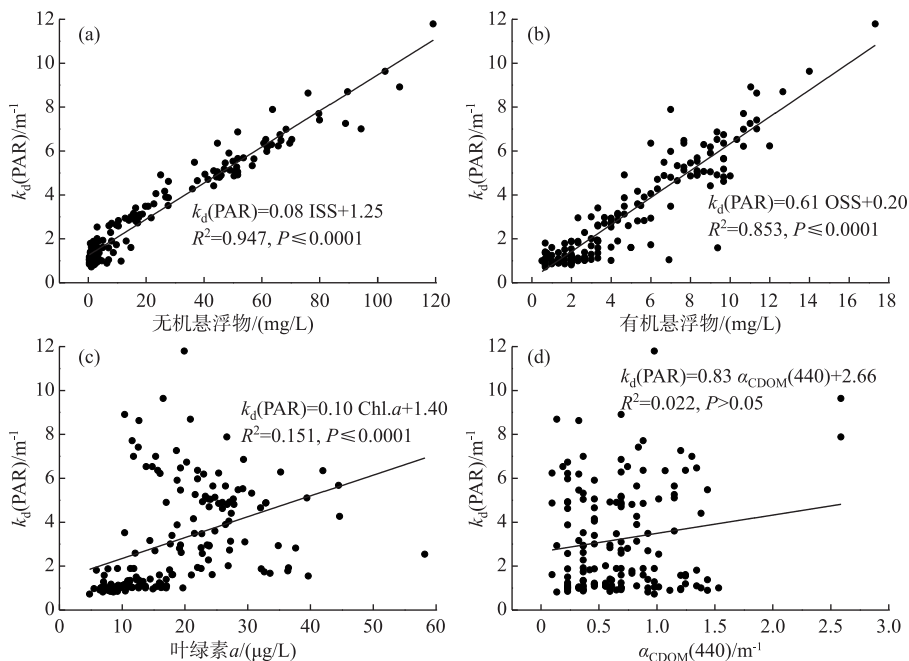 (a)
12
10
8
6
4
2
0
kd(PAR)/m⁻¹
kd(PAR)=0.08 ISS+1.25
R²=0.947, P≤0.0001
0 20 40 60 80 100 120
无机悬浮物/(mg/L)
(b)
12
10
8
6
4
2
0
kd(PAR)/m⁻¹
kd(PAR)=0.61 OSS+0.20
R²=0.853, P≤0.0001
0 2 4 6 8 10 12 14 16 18
有机悬浮物/(mg/L)
(c)
12
10
8
6
4
2
0
kd(PAR)/m⁻¹
kd(PAR)=0.10 Chl.a+1.40
R²=0.151, P≤0.0001
0 10 20 30 40 50 60
叶绿素a/(μg/L)
(d)
12
10
8
6
4
2
0
kd(PAR)/m⁻¹
kd(PAR)=0.83 αCDOM(440)+2.66
R²=0.022, P>0.05
0 0.5 1.0 1.5 2.0 2.5 3.0
αCDOM(440)/m⁻¹